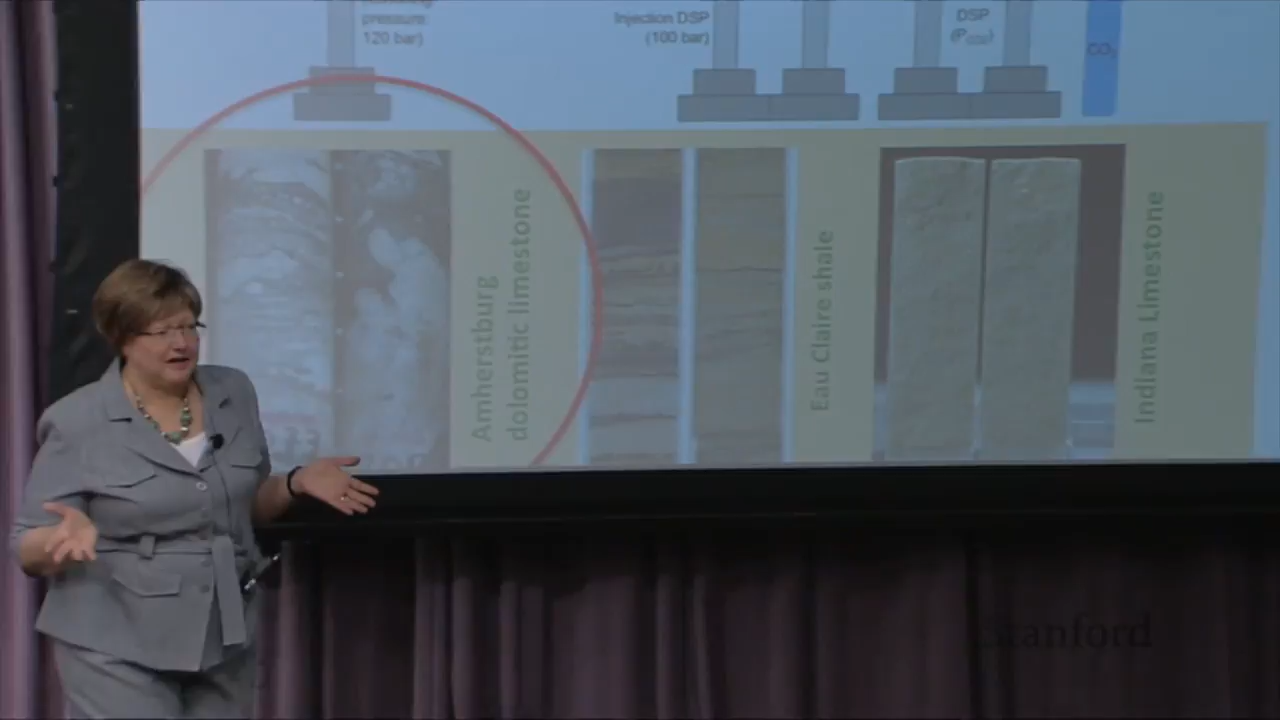 pressure
120 bar)
Injection DSP
(100 bar)
DSP
CO₂
Amherstburg
dolomitic limestone
Eau Claire shale
Indiana Limestone
Stanford